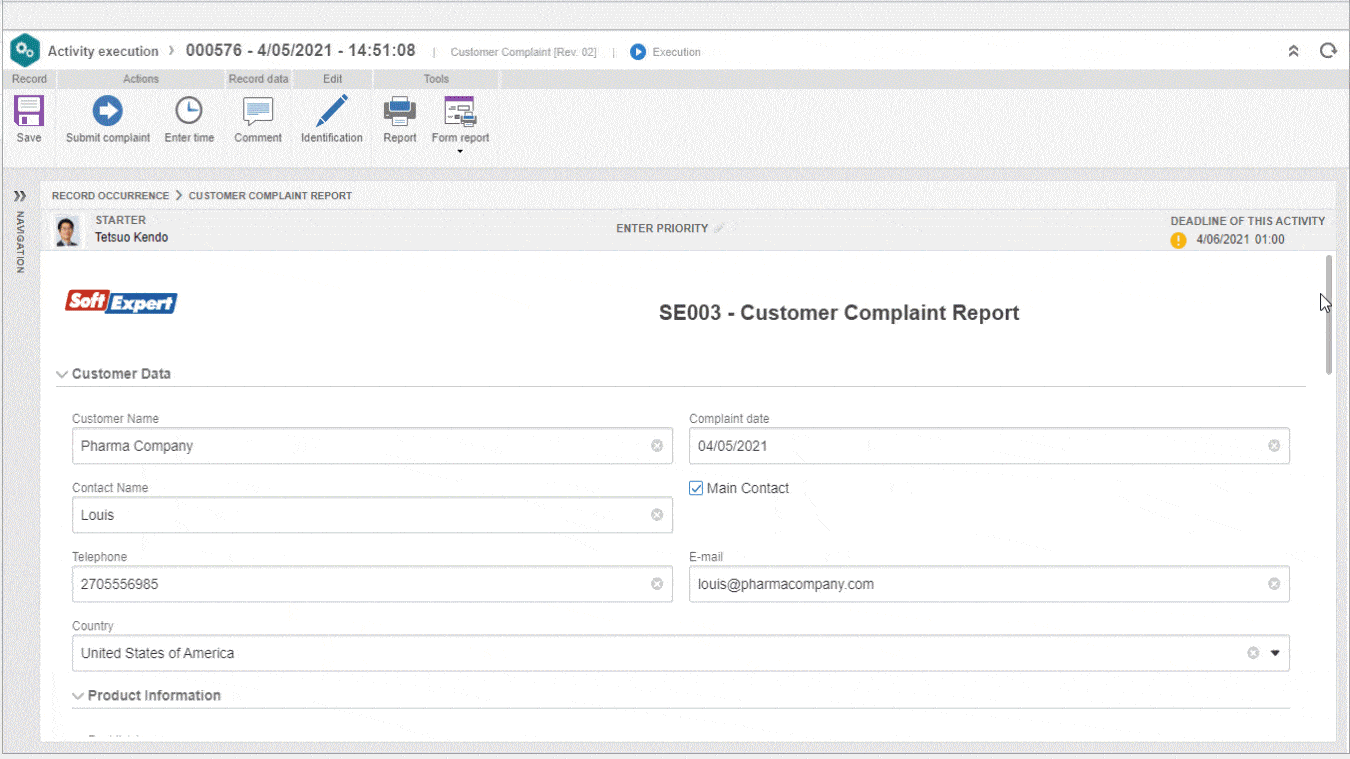 Activity execution › 000576 - 4/05/2021 - 14:51:08 | Customer Complaint [Rev. 02] | Execution
Record Actions Record data Edit Tools
Save Submit complaint Enter time Comment Identification Report Form report
NAVIGATION
RECORD OCCURRENCE > CUSTOMER COMPLAINT REPORT
STARTER
Tetsuo Kendo
ENTER PRIORITY
DEADLINE OF THIS ACTIVITY
4/06/2021 01:00
Soft Expert
SE003 - Customer Complaint Report
Customer Data
Customer Name
Pharma Company
Complaint date
04/05/2021
Contact Name
Louis
Main Contact
Telephone
2705556985
E-mail
louis@pharmacompany.com
Country
United States of America
Product Information